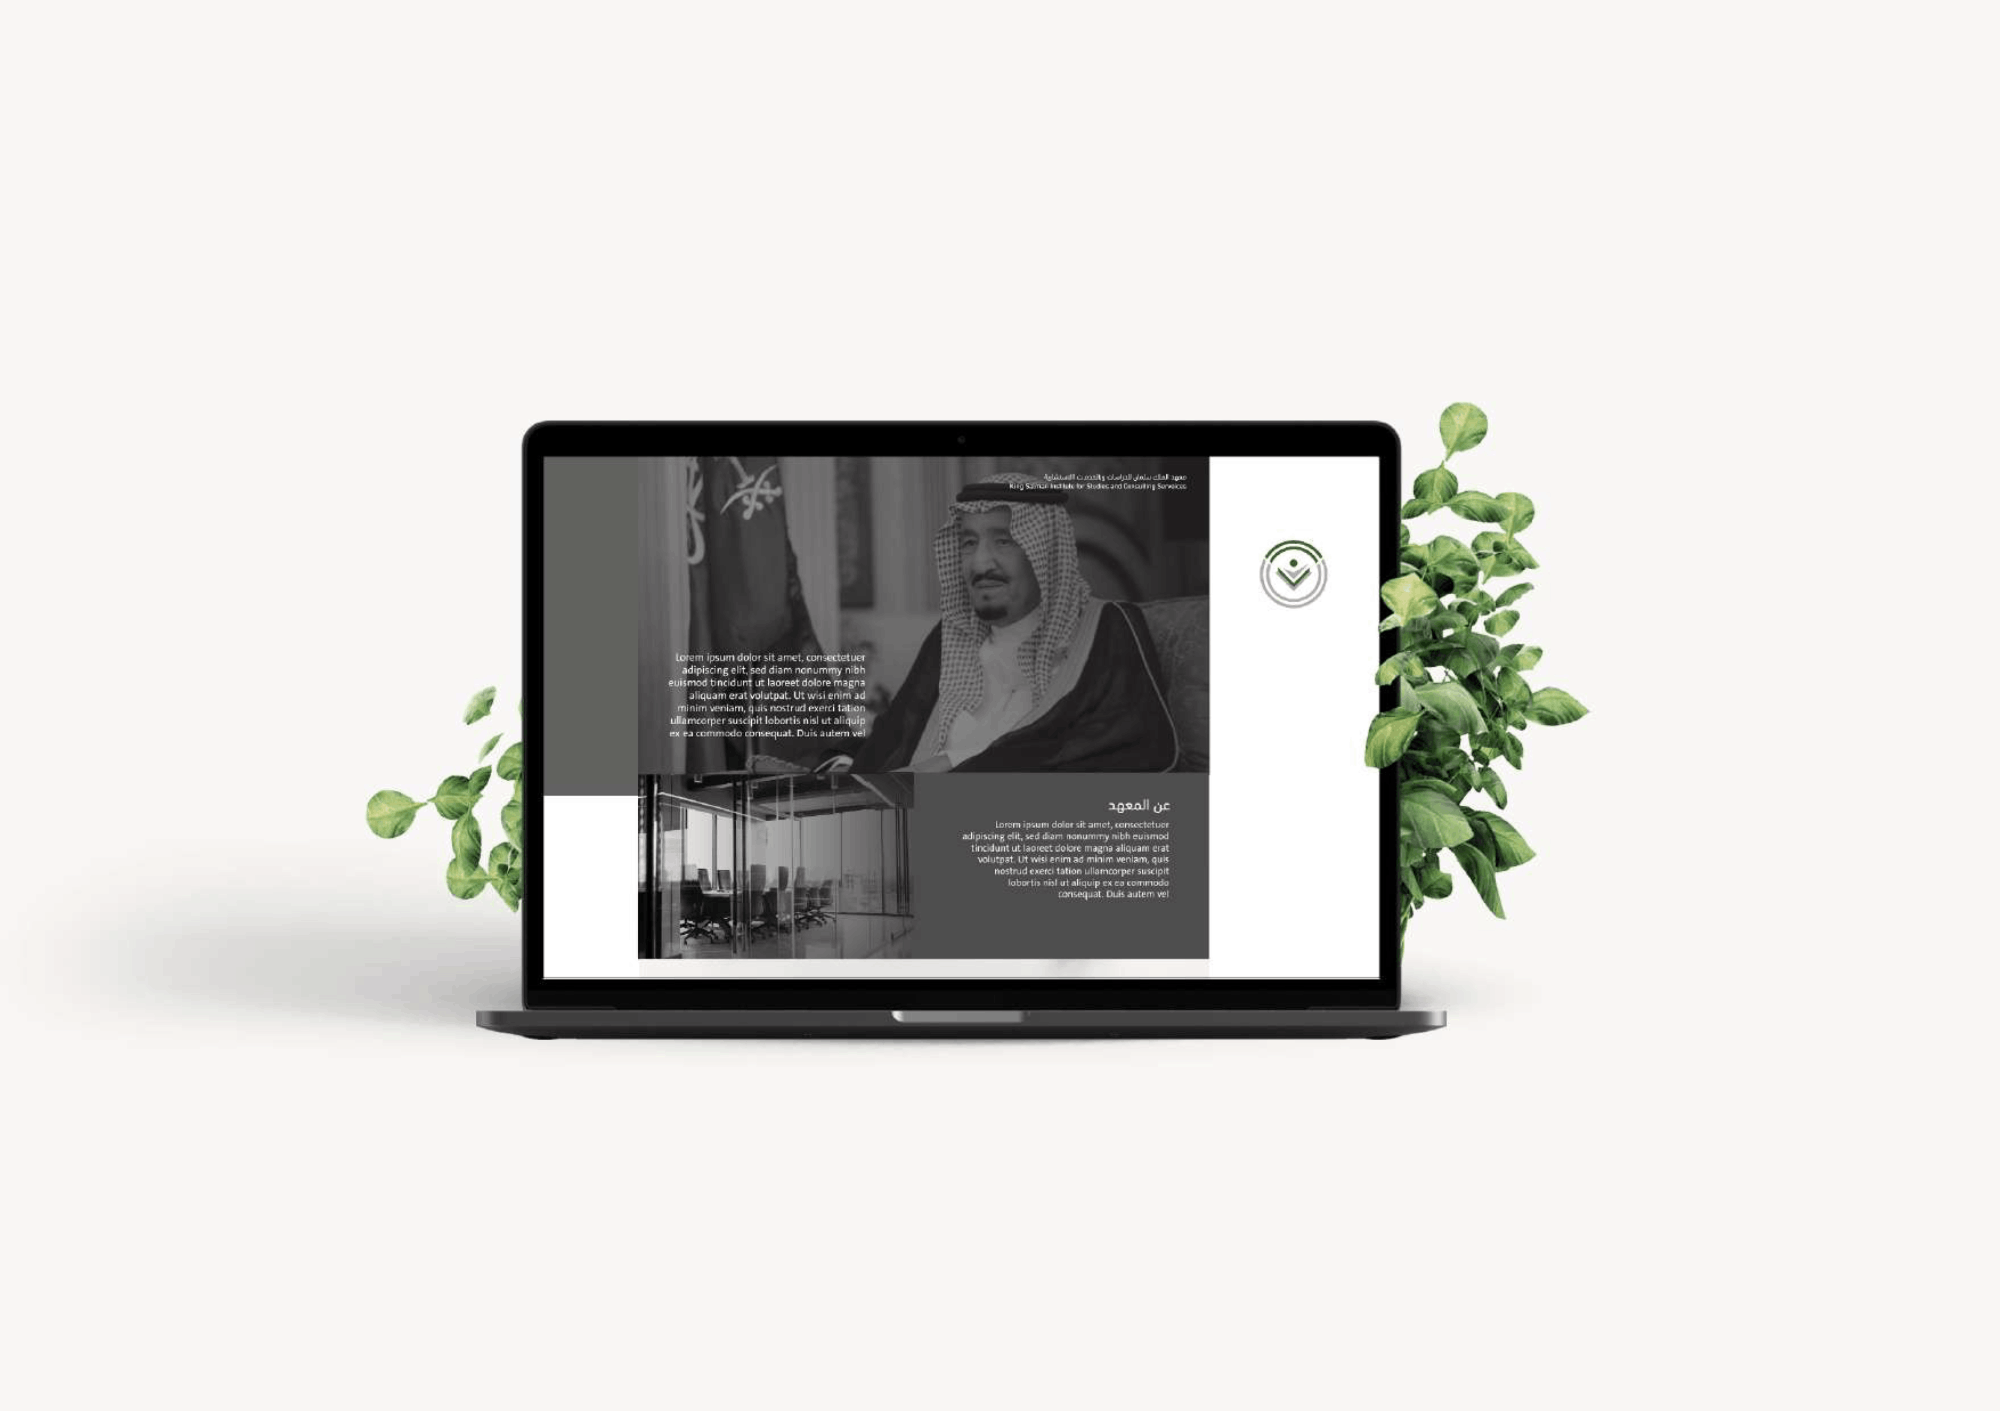 معهد الملك سلمان للدراسات والخدمات الاستشارية
King Salman Institute for Studies and Consulting Servoices
Lorem ipsum dolor sit amet, consectetuer
adipiscing elit, sed diam nonummy nibh
euismod tincidunt ut laoreet dolore magna
aliquam erat volutpat. Ut wisi enim ad
minim veniam, quis nostrud exerci tation
ullamcorper suscipit lobortis nisl ut aliquip
ex ea commodo consequat. Duis autem vel
عن المعهد
Lorem ipsum dolor sit amet, consectetuer
adipiscing elit, sed diam nonummy nibh euismod
tincidunt ut laoreet dolore magna aliquam erat
volutpat. Ut wisi enim ad minim veniam, quis
nostrud exerci tation ullamcorper suscipit
lobortis nisl ut aliquip ex ea commodo
consequat. Duis autem vel